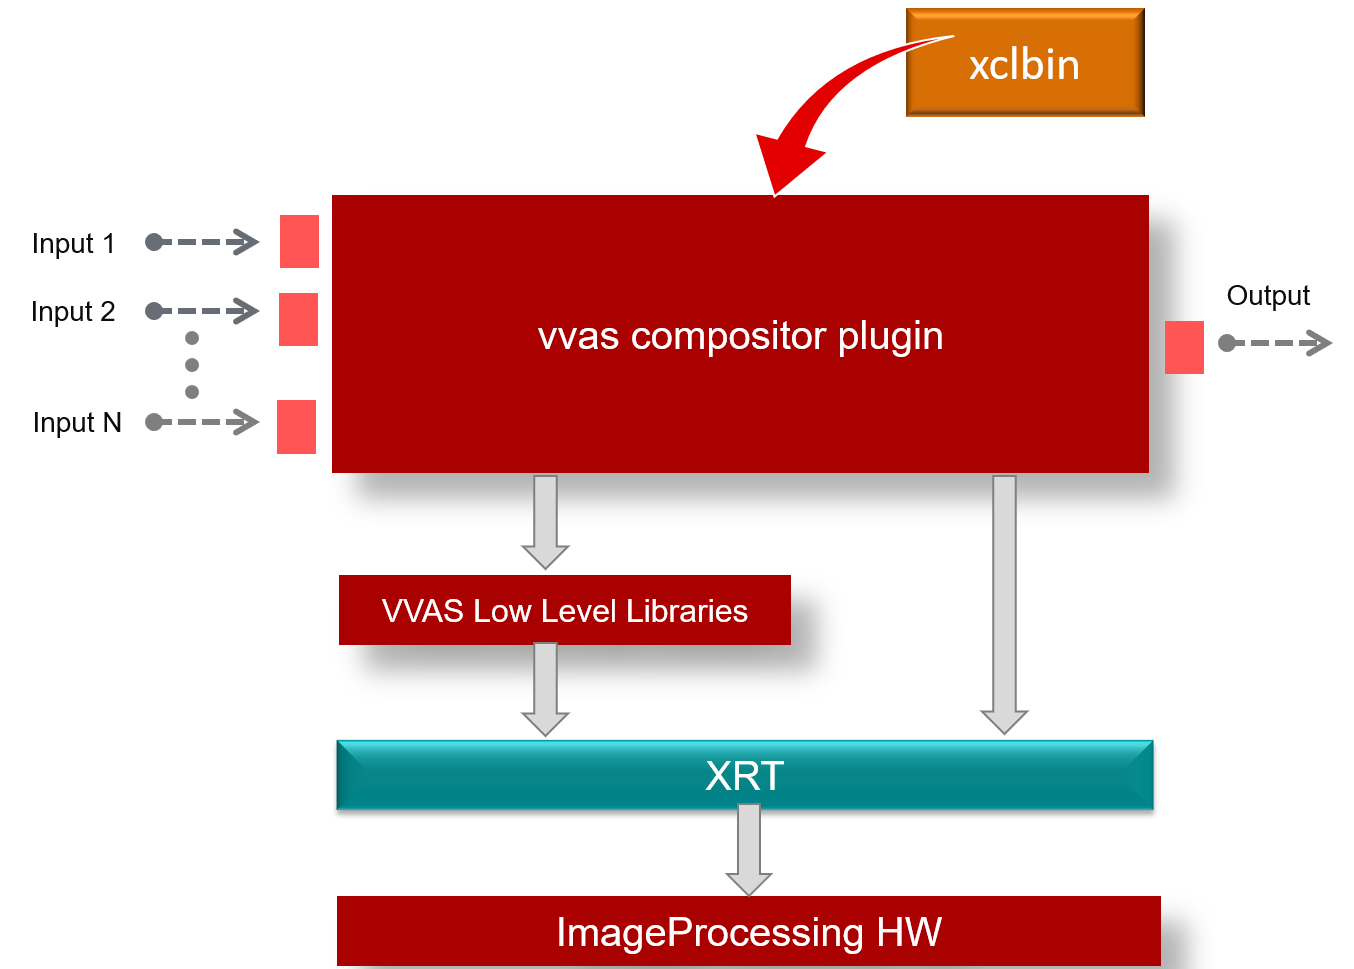 xclbin
Input 1
Input 2
Input N
vvas compositor plugin
Output
VVAS Low Level Libraries
XRT
ImageProcessing HW